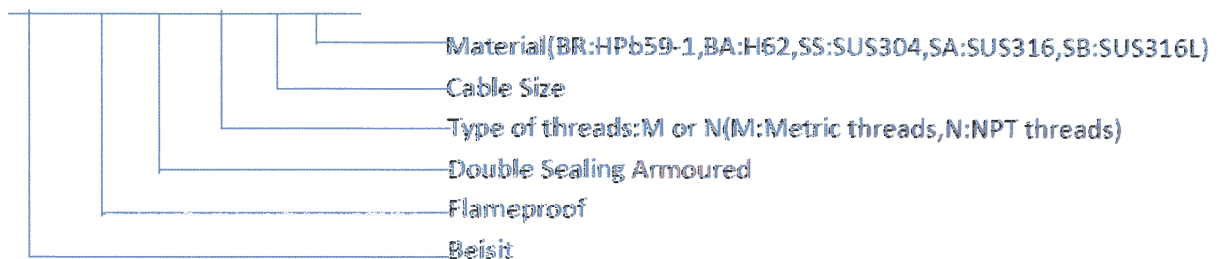 Material(BR:HPb59-1,BA:H62,SS:SUS304,SA:SUS316,SB:SUS316L)
Cable Size
Type of threads:M or N(M:Metric threads,N:NPT threads)
Double Sealing Armoured
Flameproof
Beisit